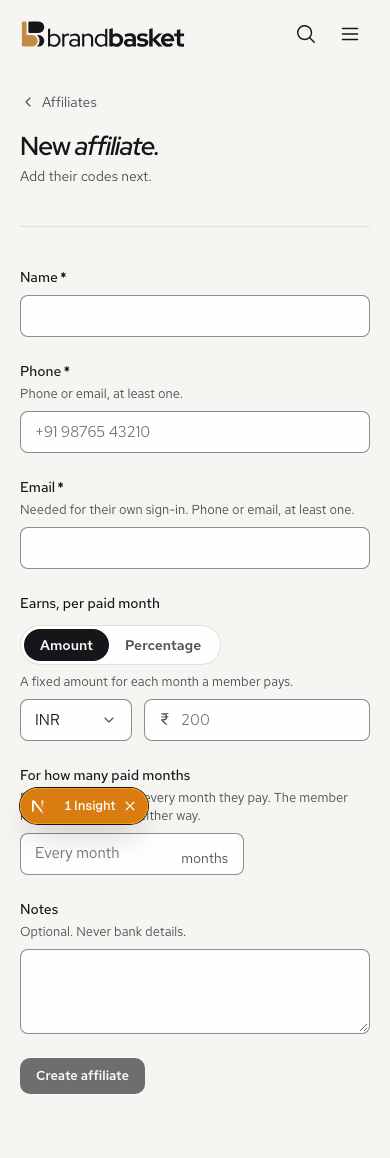 brandbasket
Affiliates
New affiliate.
Add their codes next.
Name *
Phone *
Phone or email, at least one.
+91 98765 43210
Email *
Needed for their own sign-in. Phone or email, at least one.
Earns, per paid month
Amount Percentage
A fixed amount for each month a member pays.
INR ₹ 200
For how many paid months
every month they pay. The member
1 Insight
way.
Every month months
Notes
Optional. Never bank details.
Create affiliate